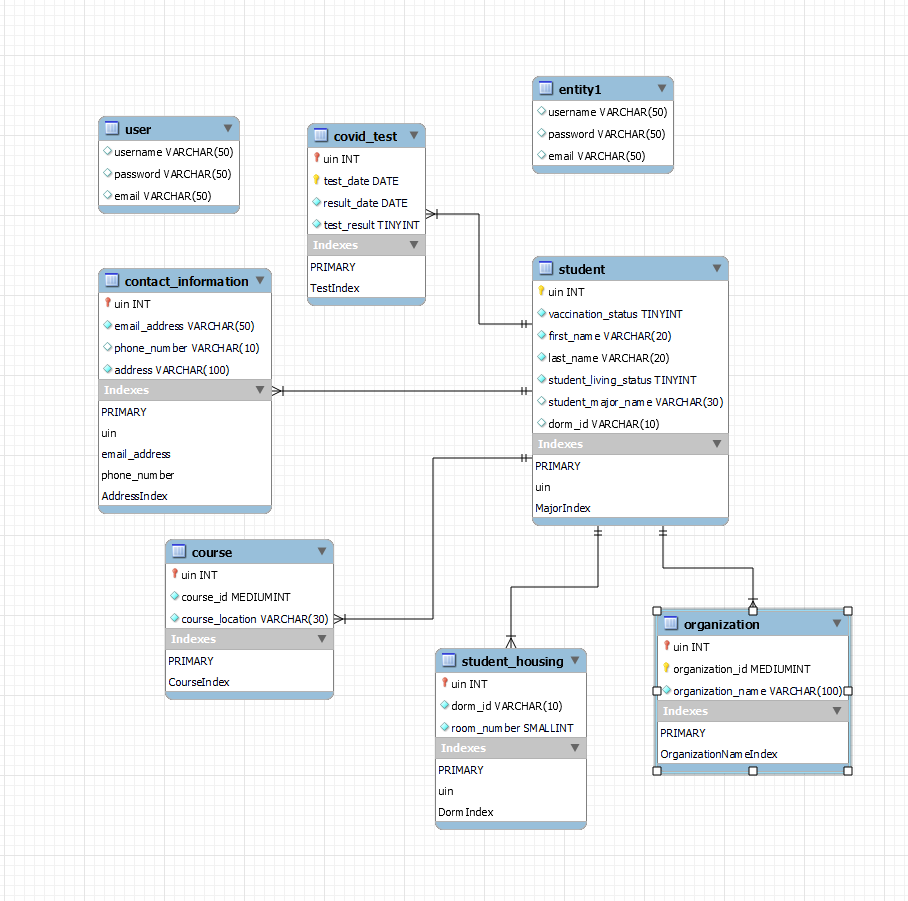 entity1
username VARCHAR(50)
password VARCHAR(50)
email VARCHAR(50)
user
username VARCHAR(50)
password VARCHAR(50)
email VARCHAR(50)
covid_test
uin INT
test_date DATE
result_date DATE
test_result TINYINT
Indexes
PRIMARY
TestIndex
contact_information
uin INT
email_address VARCHAR(50)
phone_number VARCHAR(10)
address VARCHAR(100)
Indexes
PRIMARY
uin
email_address
phone_number
AddressIndex
student
uin INT
vaccination_status TINYINT
first_name VARCHAR(20)
last_name VARCHAR(20)
student_living_status TINYINT
student_major_name VARCHAR(30)
dorm_id VARCHAR(10)
Indexes
PRIMARY
uin
MajorIndex
course
uin INT
course_id MEDIUMINT
course_location VARCHAR(30)
Indexes
PRIMARY
CourseIndex
student_housing
uin INT
dorm_id VARCHAR(10)
room_number SMALLINT
Indexes
PRIMARY
uin
DormIndex
organization
uin INT
organization_id MEDIUMINT
organization_name VARCHAR(100)
Indexes
PRIMARY
OrganizationNameIndex